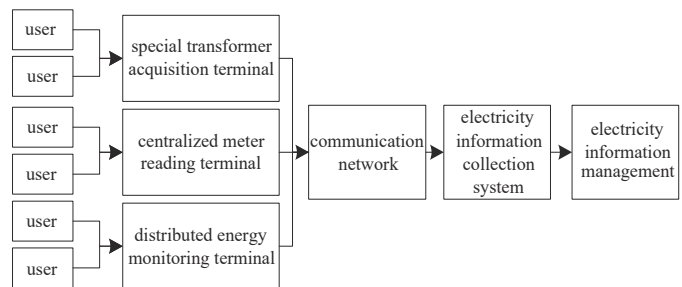 user
user
special transformer
acquisition terminal
user
user
centralized meter
reading terminal
user
user
distributed energy
monitoring terminal
communication
network
electricity
information
collection
system
electricity
information
management